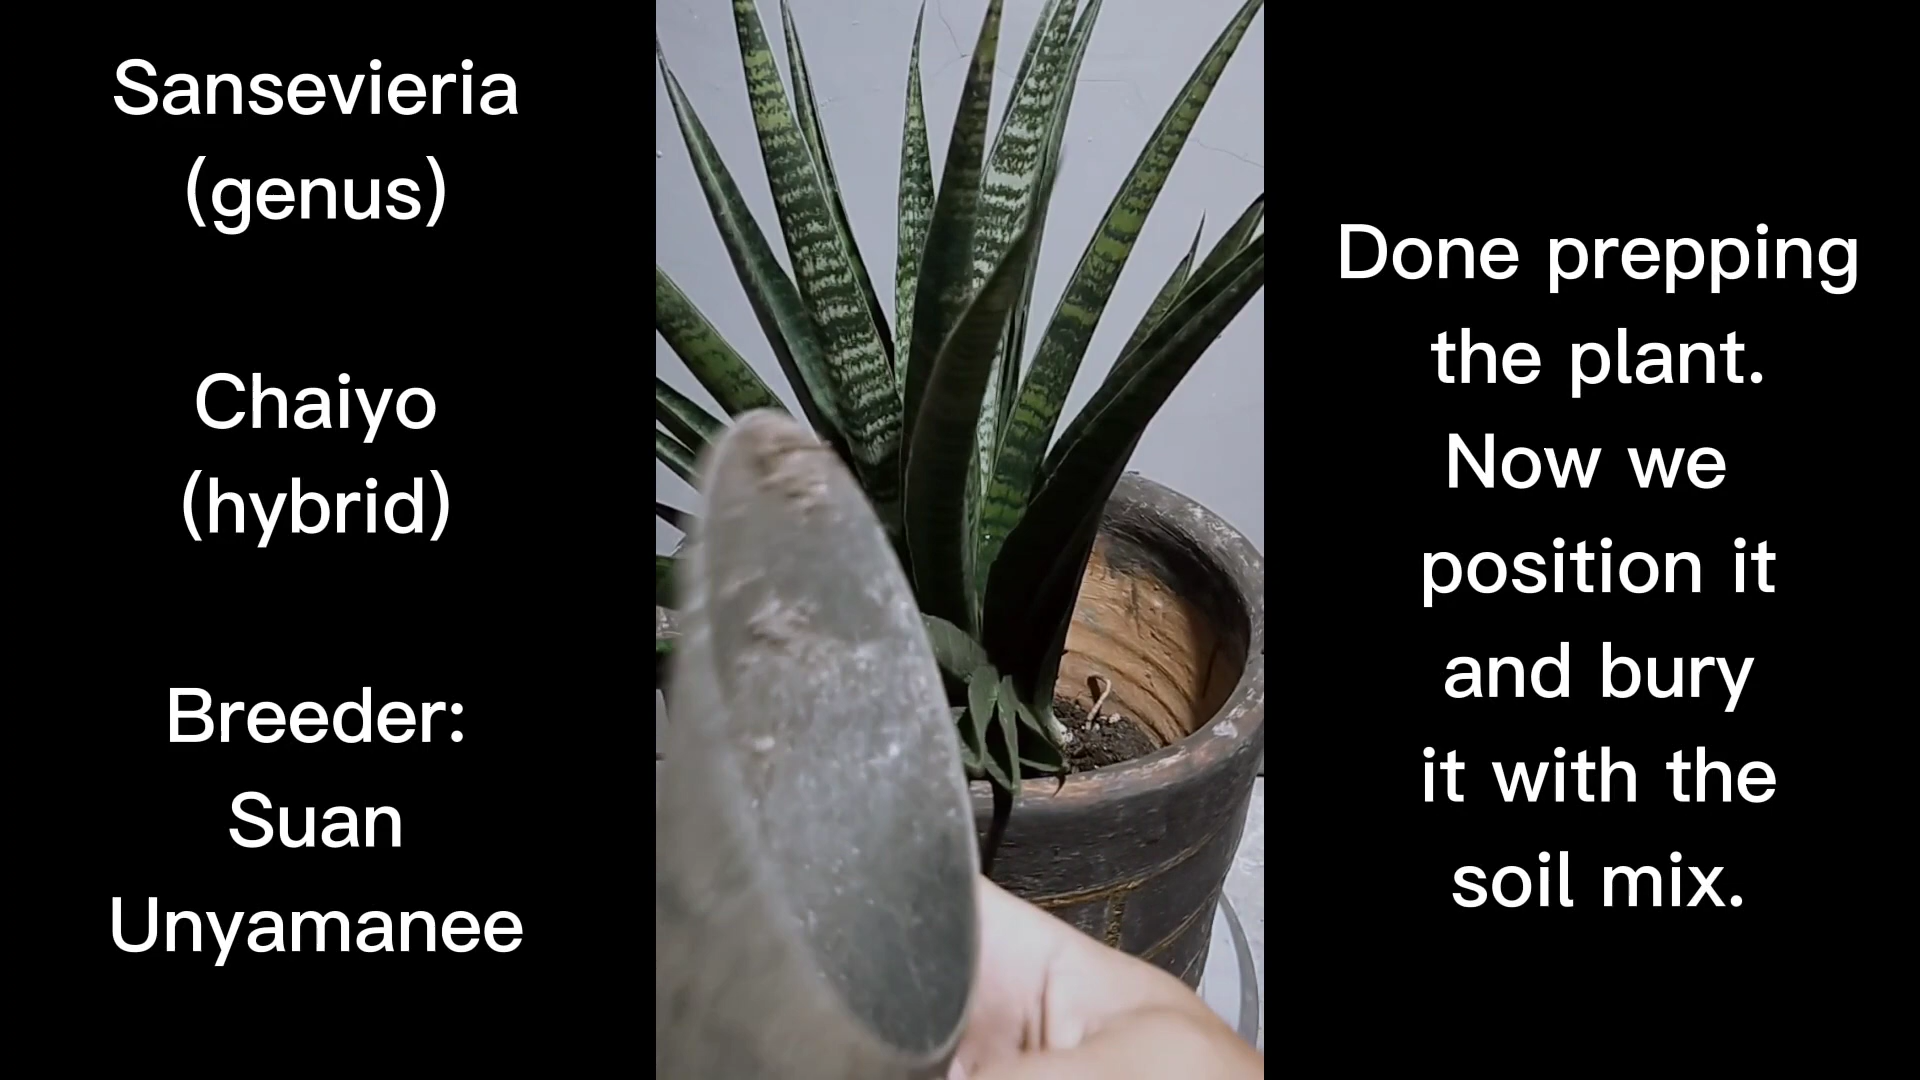 Sansevieria
(genus)
Chaiyo
(hybrid)
Breeder:
Suan
Unyamanee
Done prepping
the plant.
Now we
position it
and bury
it with the
soil mix.